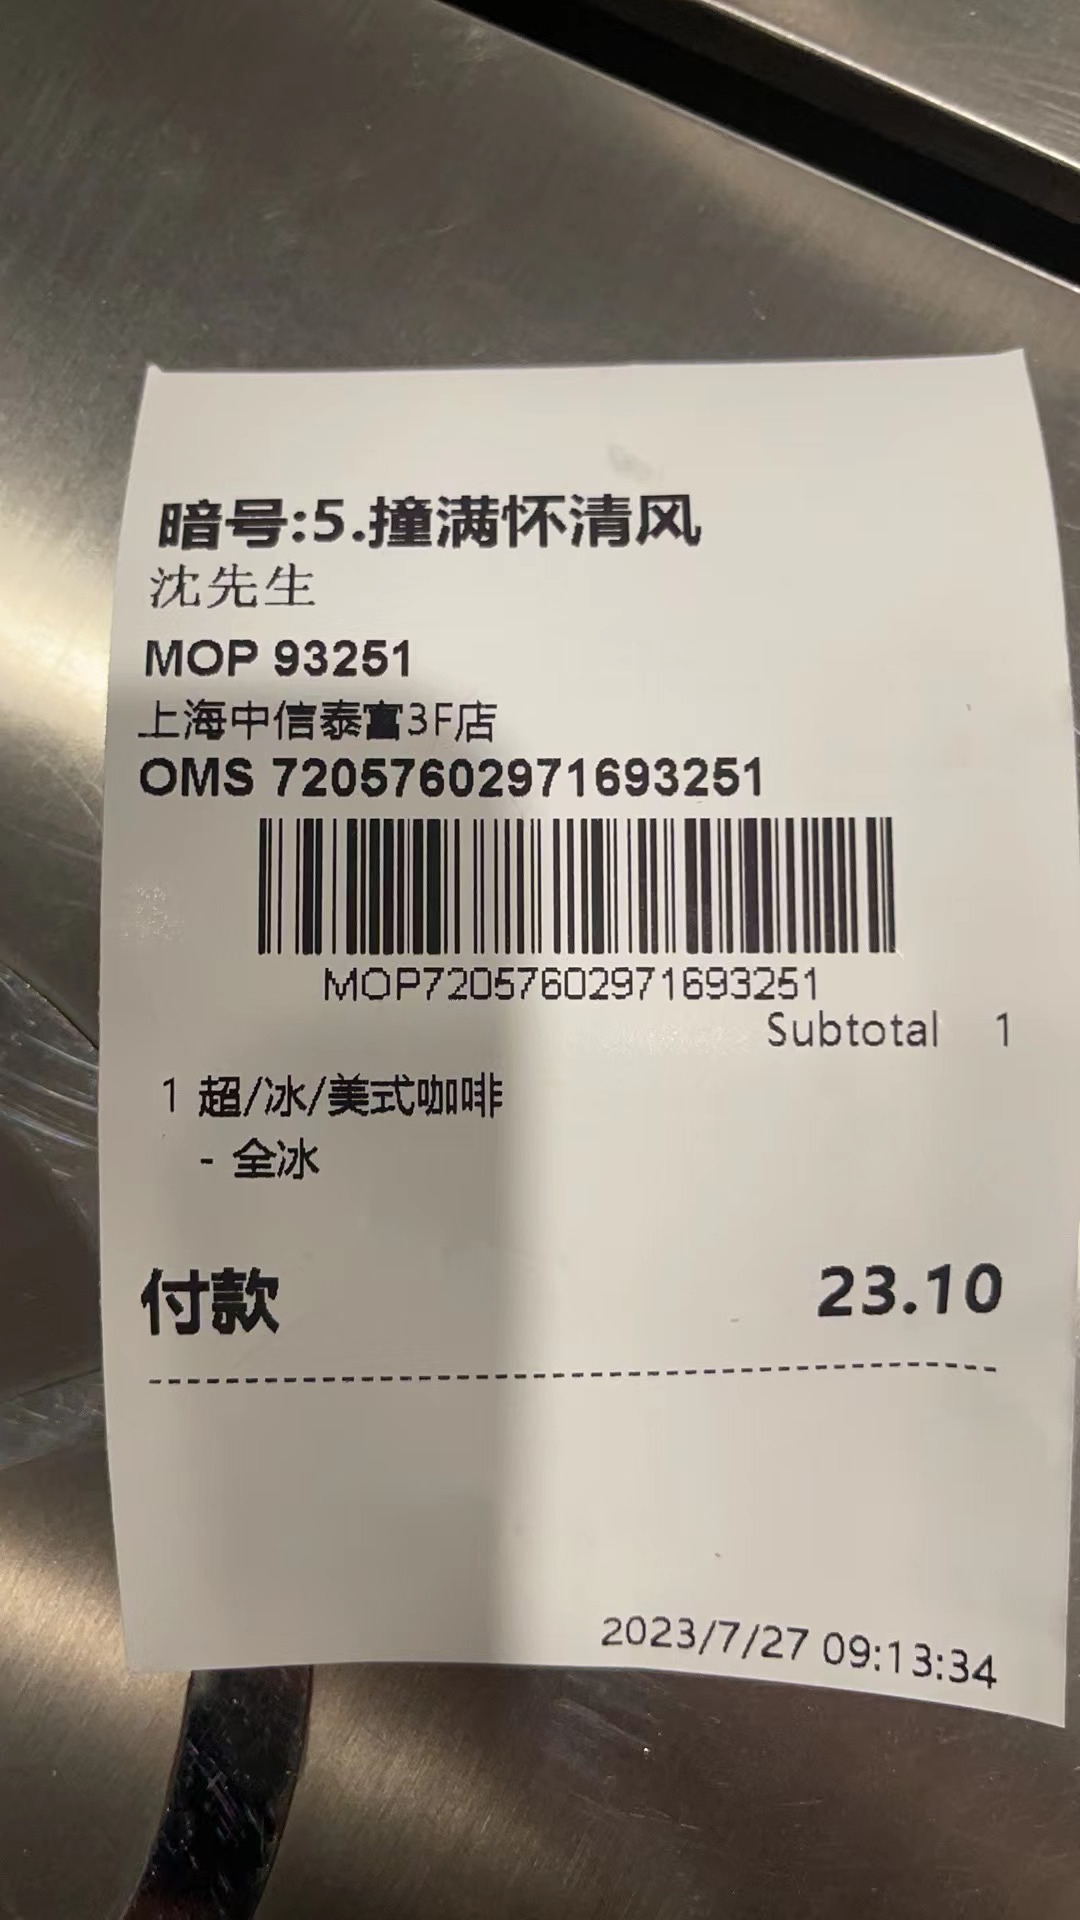 暗号:5.撞满怀清风
沈先生
MOP 93251
上海中信泰富3F店
OMS 72057602971693251
MOP72057602971693251
Subtotal 1
1 超/冰/美式咖啡
- 全冰
付款 23.10
2023/7/27 09:13:34